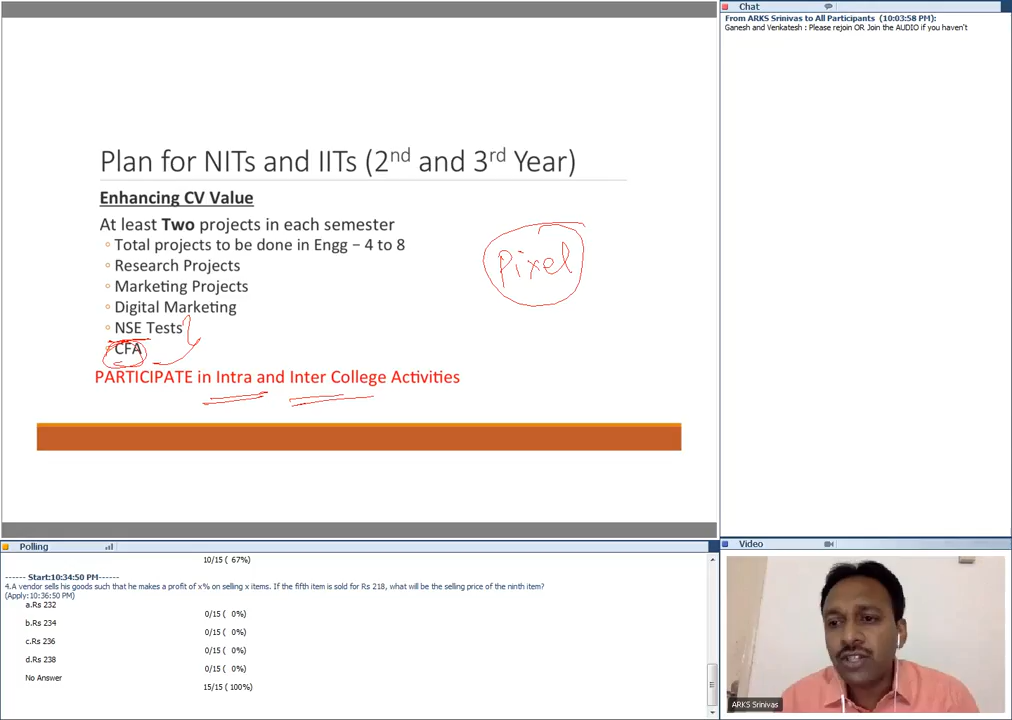 Chat
From ARKS Srinivas to All Participants (10:03:58 PM):
Ganesh and Venkatesh : Please rejoin OR Join the AUDIO if you haven't
Plan for NITs and IITs (2nd and 3rd Year)
Enhancing CV Value
At least Two projects in each semester
◦ Total projects to be done in Engg – 4 to 8
◦ Research Projects
◦ Marketing Projects
◦ Digital Marketing
◦ NSE Tests
◦ CFA
PARTICIPATE in Intra and Inter College Activities
Pixel
Polling
10/15 ( 67%)
------ Start:10:34:50 PM------
4.A vendor sells his goods such that he makes a profit of x% on selling x items. If the fifth item is sold for Rs 218, what will be the selling price of the ninth item?
(Apply:10:36:50 PM)
a.Rs 232
0/15 ( 0%)
b.Rs 234
0/15 ( 0%)
c.Rs 236
0/15 ( 0%)
d.Rs 238
0/15 ( 0%)
No Answer
15/15 ( 100%)
Video
ARKS Srinivas